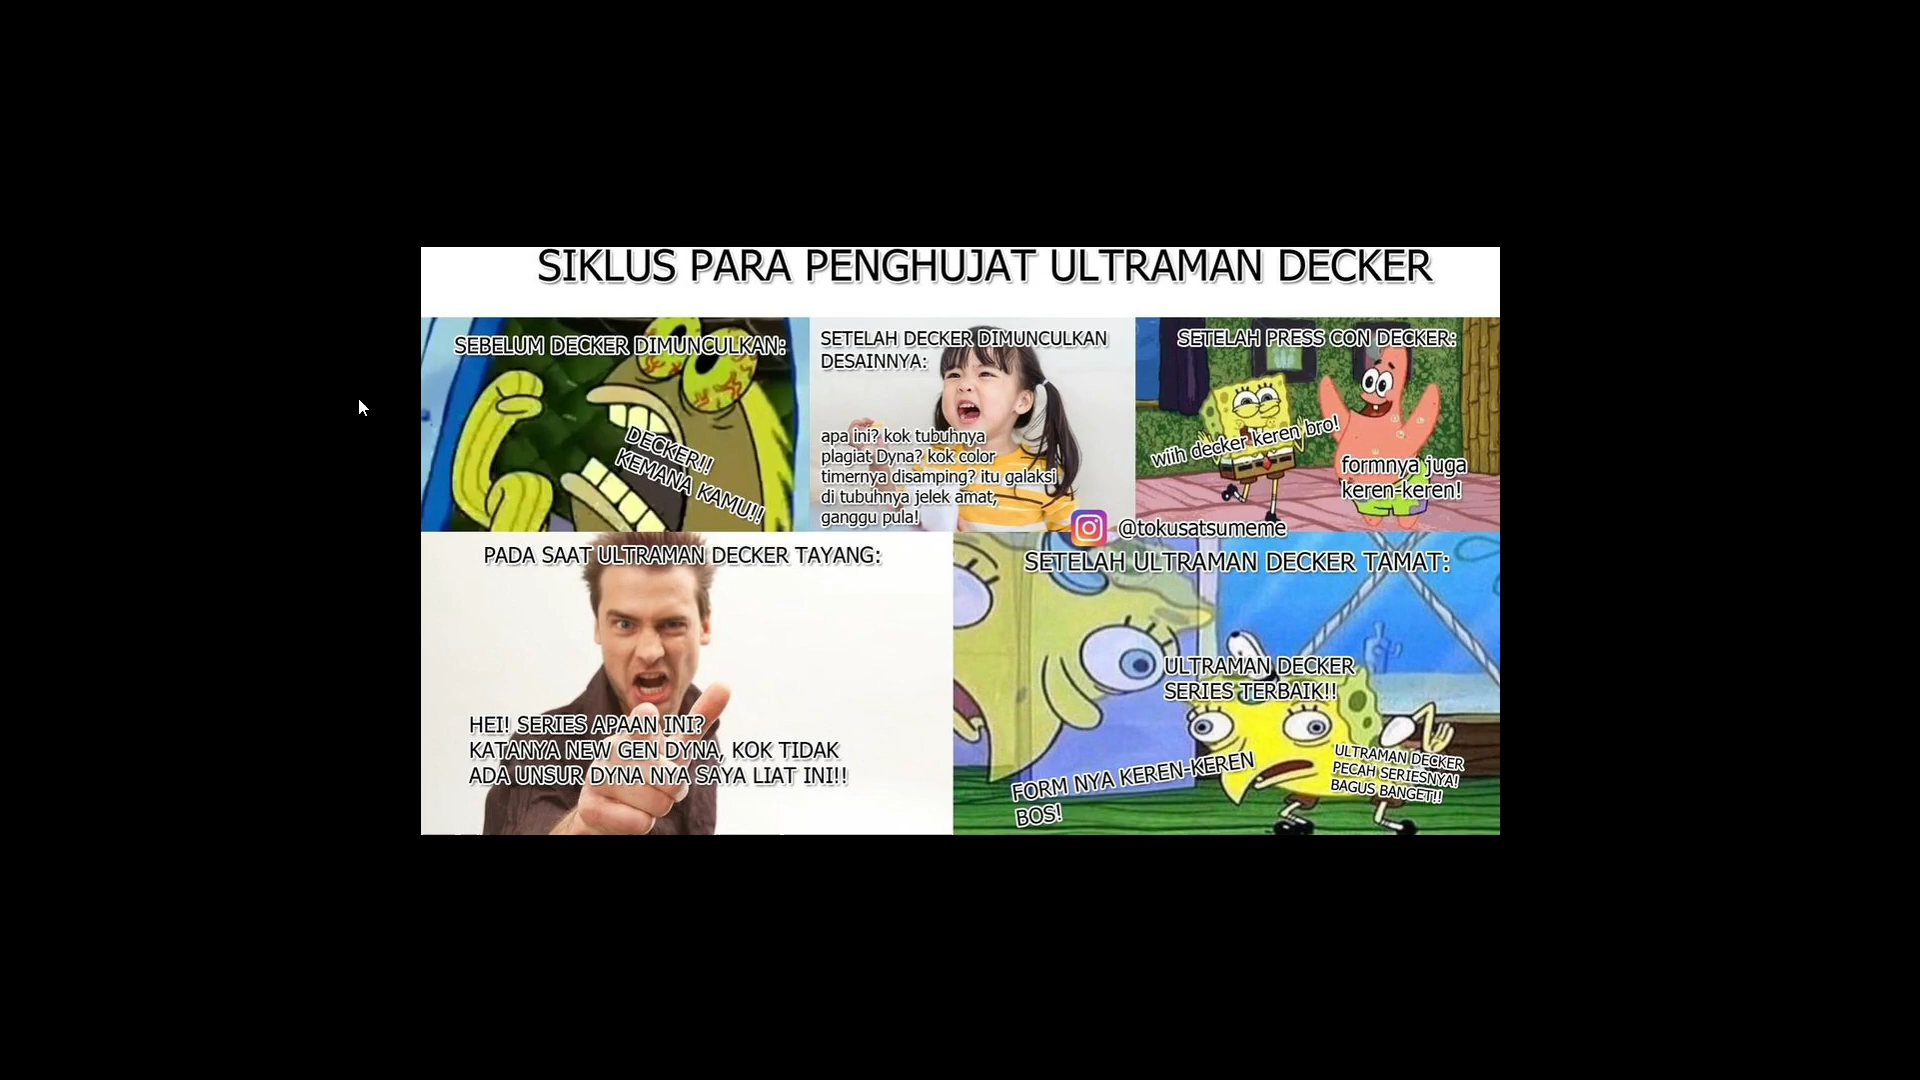 SIKLUS PARA PENGHUJAT ULTRAMAN DECKER
SEBELUM DECKER DIMUNCULKAN:
DECKER!!
KEMANA KAMU!!
SETELAH DECKER DIMUNCULKAN
DESAINNYA:
apa ini? kok tubuhnya
plagiat Dyna? kok color
timernya disamping? itu galaksi
di tubuhnya jelek amat,
ganggu pula!
SETELAH PRESS CON DECKER:
wiih decker keren bro!
formnya juga
keren-keren!
@tokusatsumeme
PADA SAAT ULTRAMAN DECKER TAYANG:
HEI! SERIES APAAN INI?
KATANYA NEW GEN DYNA, KOK TIDAK
ADA UNSUR DYNA NYA SAYA LIAT INI!!
SETELAH ULTRAMAN DECKER TAMAT:
ULTRAMAN DECKER
SERIES TERBAIK!!
FORM NYA KEREN-KEREN
BOS!
ULTRAMAN DECKER
PECAH SERIESNYA!
BAGUS BANGET!!